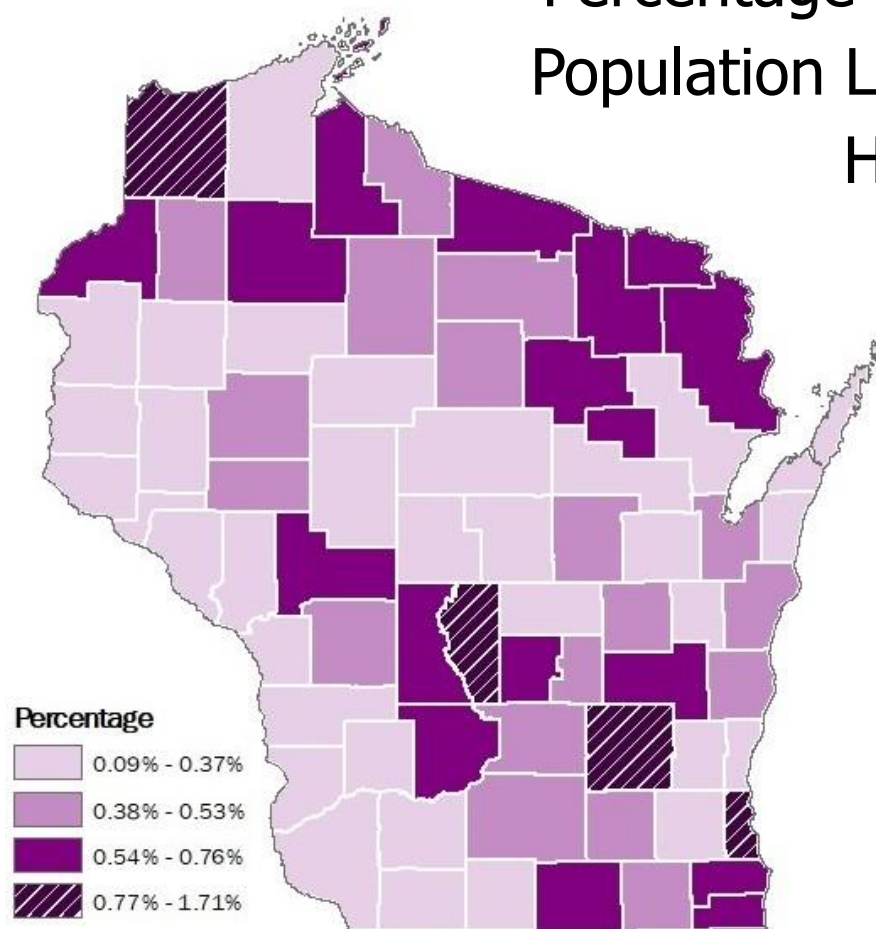 Percentage
Population L
H
Percentage
0.09% - 0.37%
0.38% - 0.53%
0.54% - 0.76%
0.77% - 1.71%